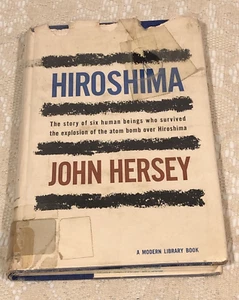 HIROSHIMA
The story of six human beings who survived
the explosion of the atom bomb over Hiroshima
JOHN HERSEY
A MODERN LIBRARY BOOK